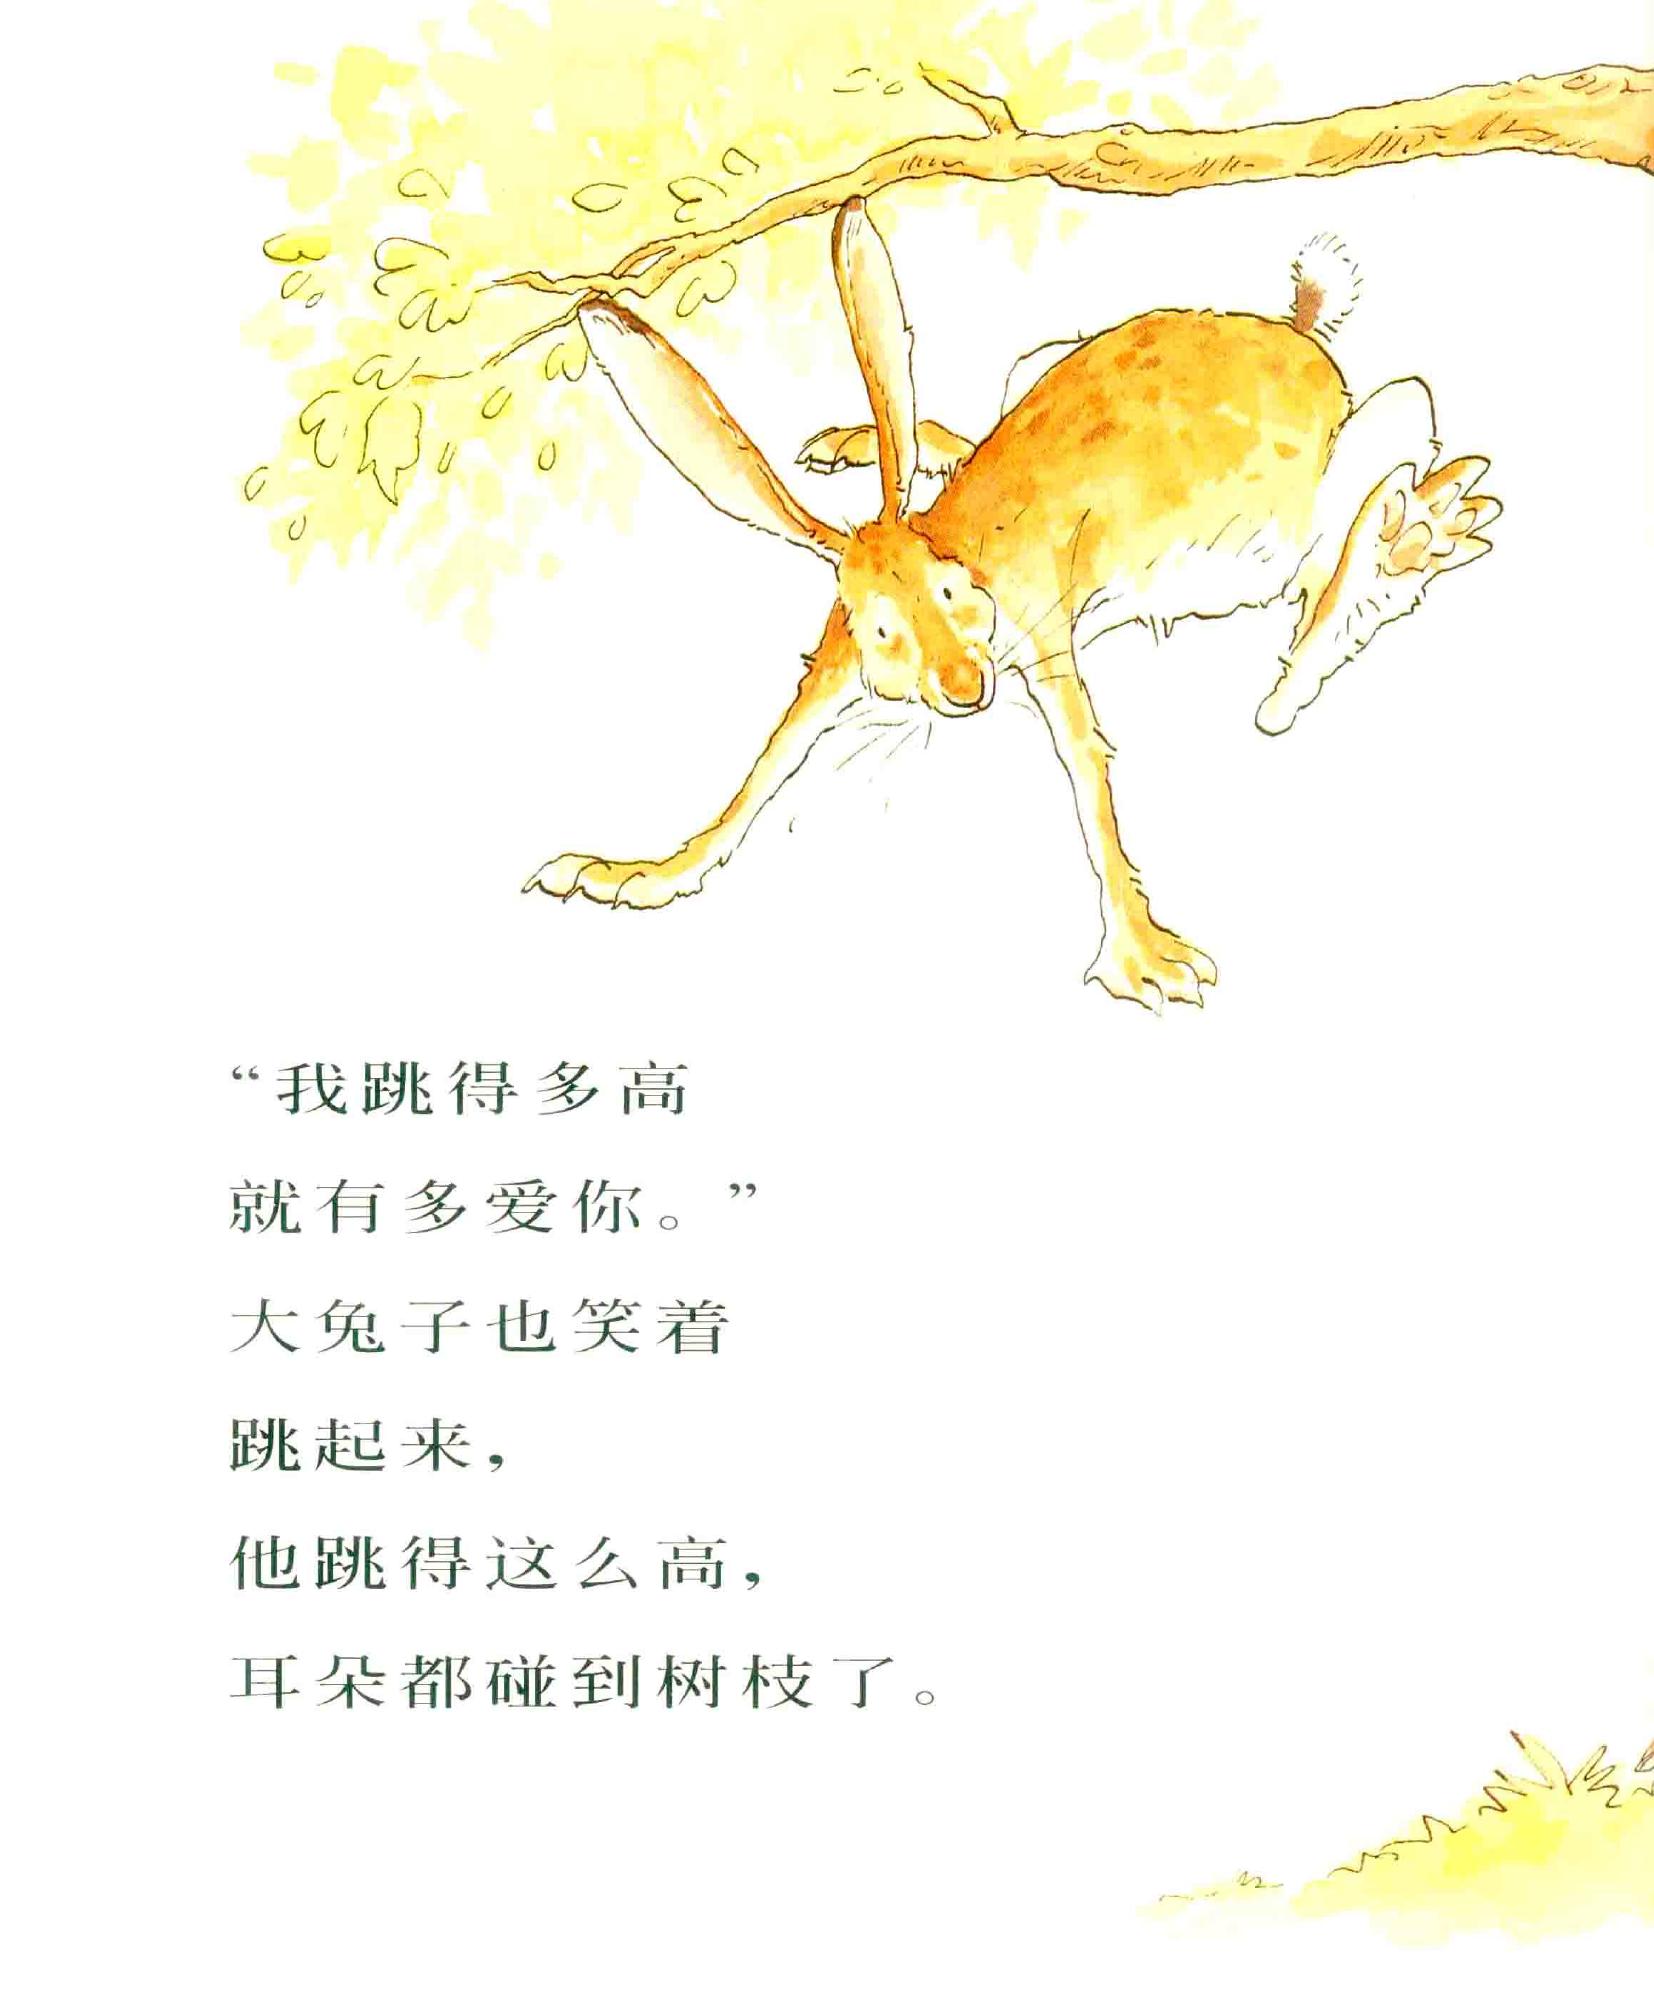 “我跳得多高
就有多爱你。”
大兔子也笑着
跳起来，
他跳得这么高，
耳朵都碰到树枝了。